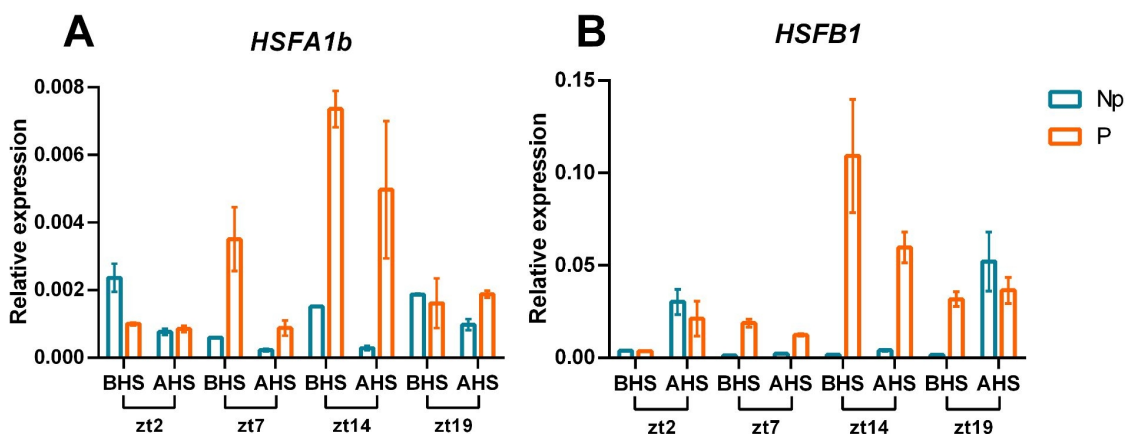 A
HSFA1b
Relative expression
0.008
0.006
0.004
0.002
0.000
BHS AHS BHS AHS BHS AHS BHS AHS
zt2 zt7 zt14 zt19
B
HSFB1
Relative expression
0.15
0.10
0.05
0.00
BHS AHS BHS AHS BHS AHS BHS AHS
zt2 zt7 zt14 zt19
Np
P